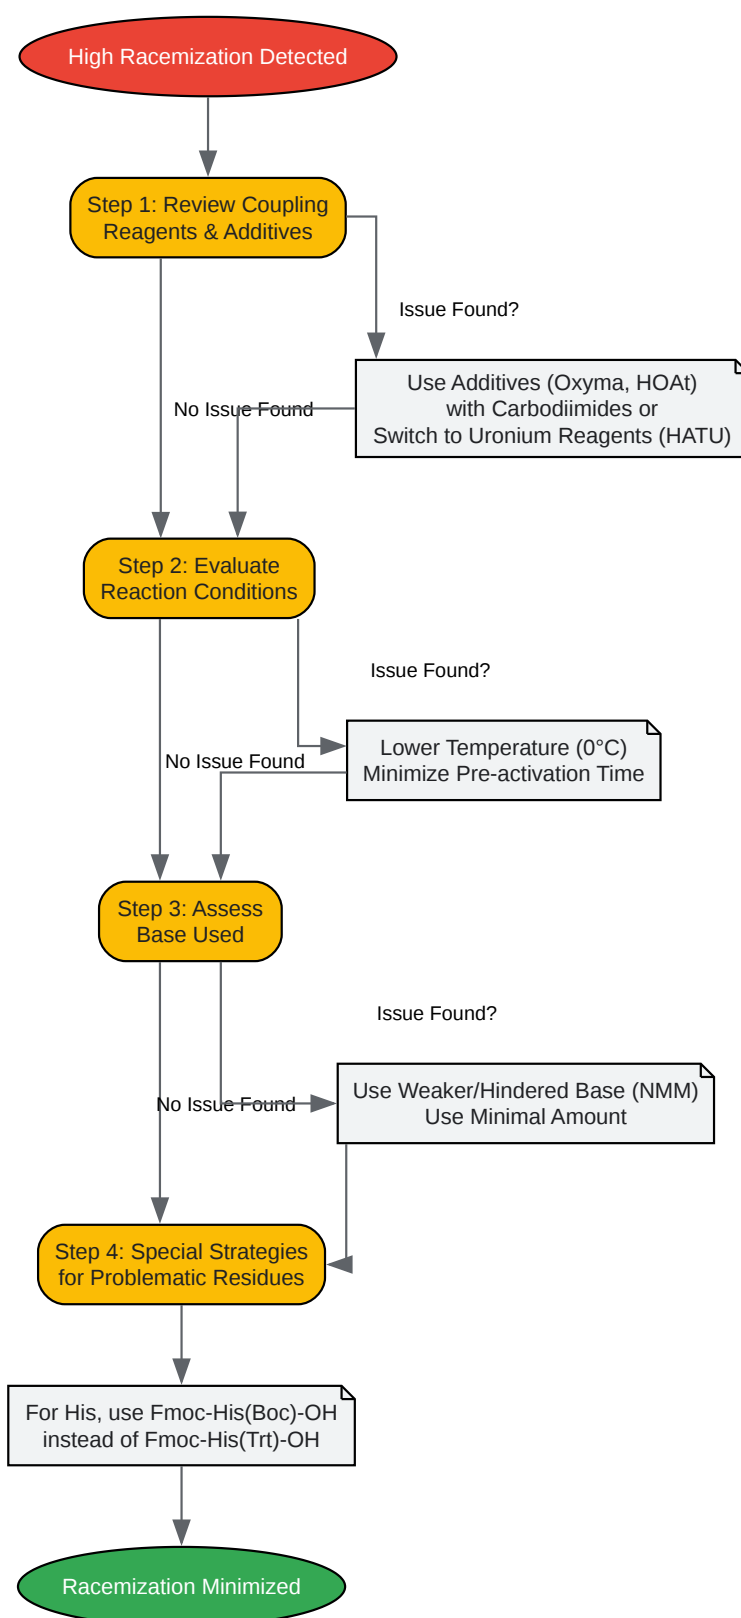 High Racemization Detected
Step 1: Review Coupling
Reagents & Additives
Issue Found?
Use Additives (Oxyma, HOAt)
with Carbodiimides or
Switch to Uronium Reagents (HATU)
No Issue Found
Step 2: Evaluate
Reaction Conditions
Issue Found?
Lower Temperature (0°C)
Minimize Pre-activation Time
No Issue Found
Step 3: Assess
Base Used
Issue Found?
Use Weaker/Hindered Base (NMM)
Use Minimal Amount
No Issue Found
Step 4: Special Strategies
for Problematic Residues
For His, use Fmoc-His(Boc)-OH
instead of Fmoc-His(Trt)-OH
Racemization Minimized